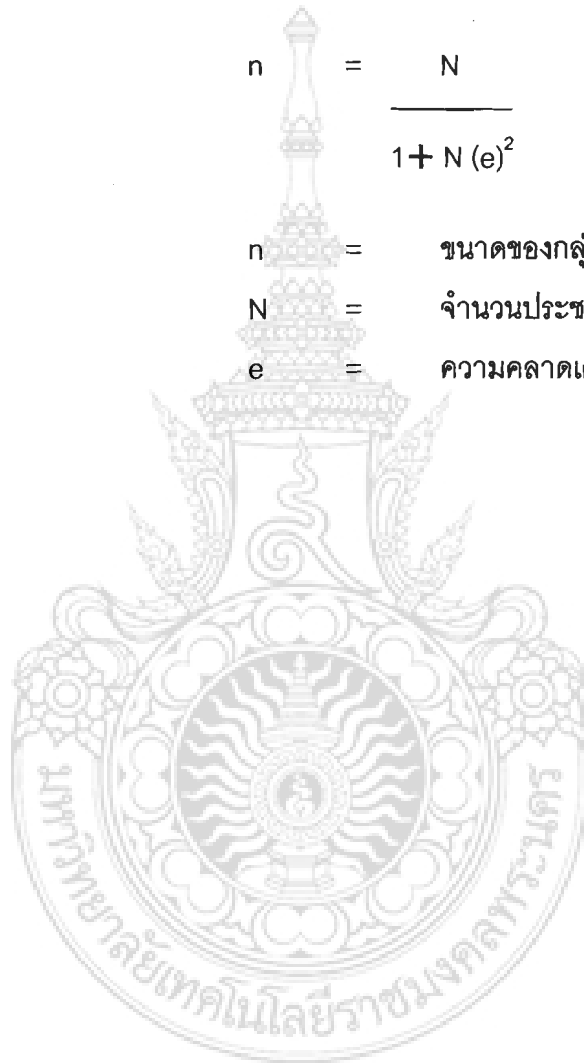 n = N
1+ N (e)²
n = ขนาดของกลุ่
N = จำนวนประช
e = ความคลาดเ
มหาวิทยาลัยเทคโนโลยีราชมงคลพระนคร